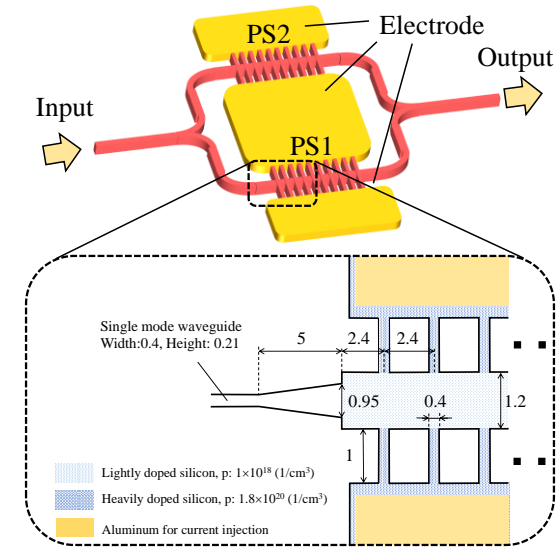 Electrode
PS2
Output
Input
PS1
Single mode waveguide
Width:0.4, Height: 0.21
5
2.4
2.4
0.95
0.4
1.2
1
Lightly doped silicon, p: 1×10¹⁸ (1/cm³)
Heavily doped silicon, p: 1.8×10²⁰ (1/cm³)
Aluminum for current injection